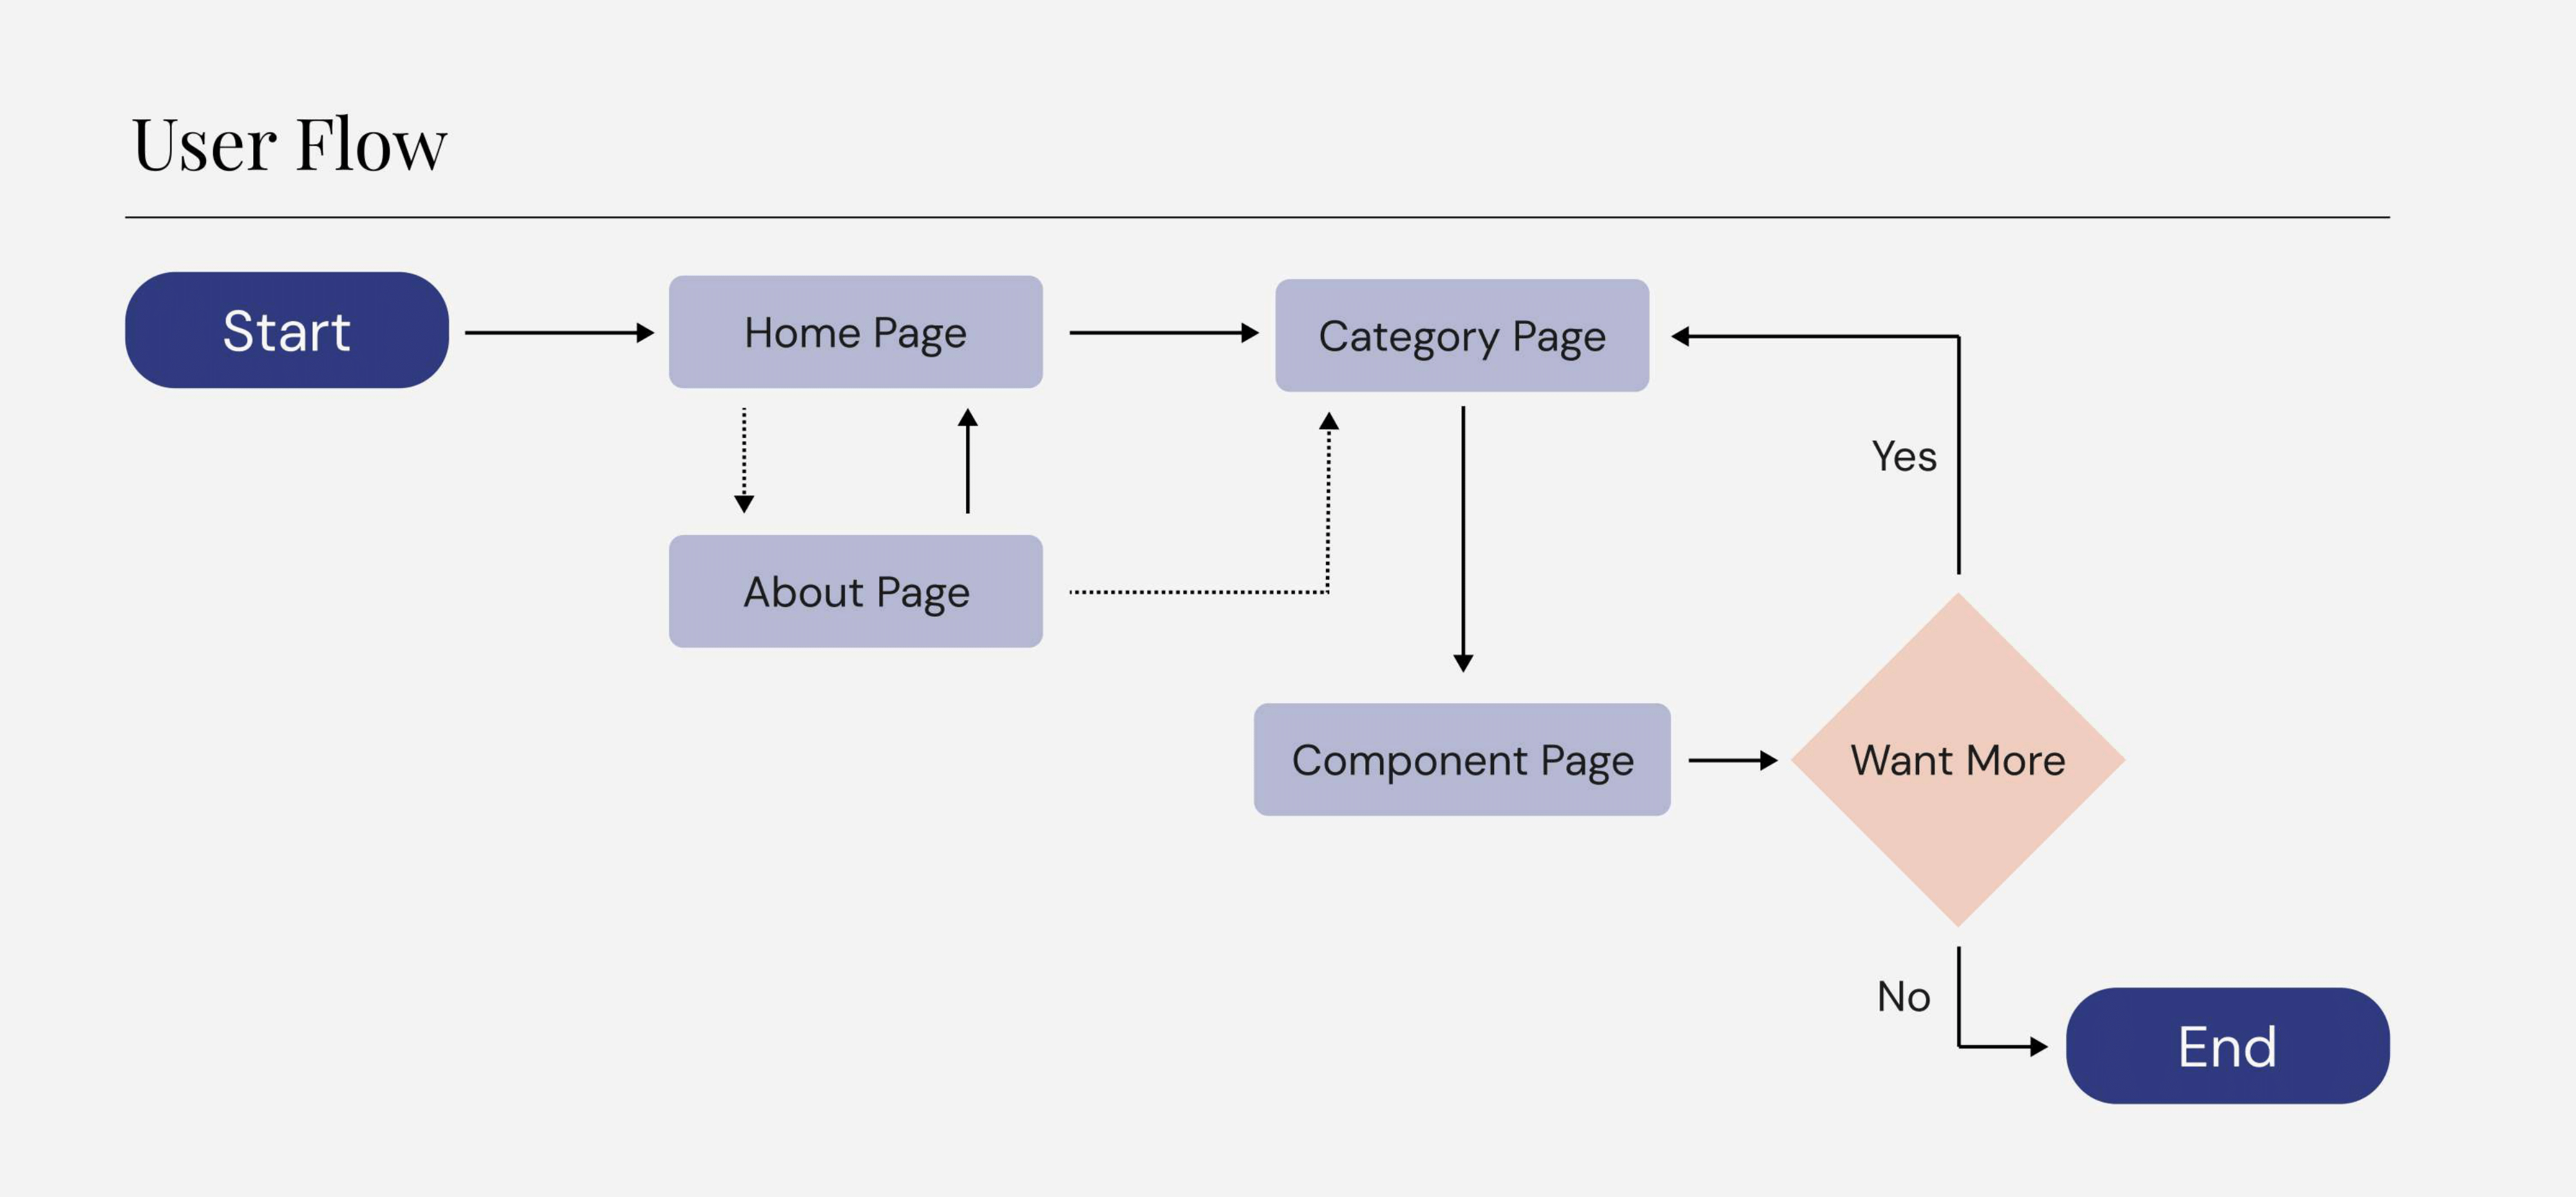 User Flow
Start
Home Page
Category Page
Yes
About Page
Component Page
Want More
No
End